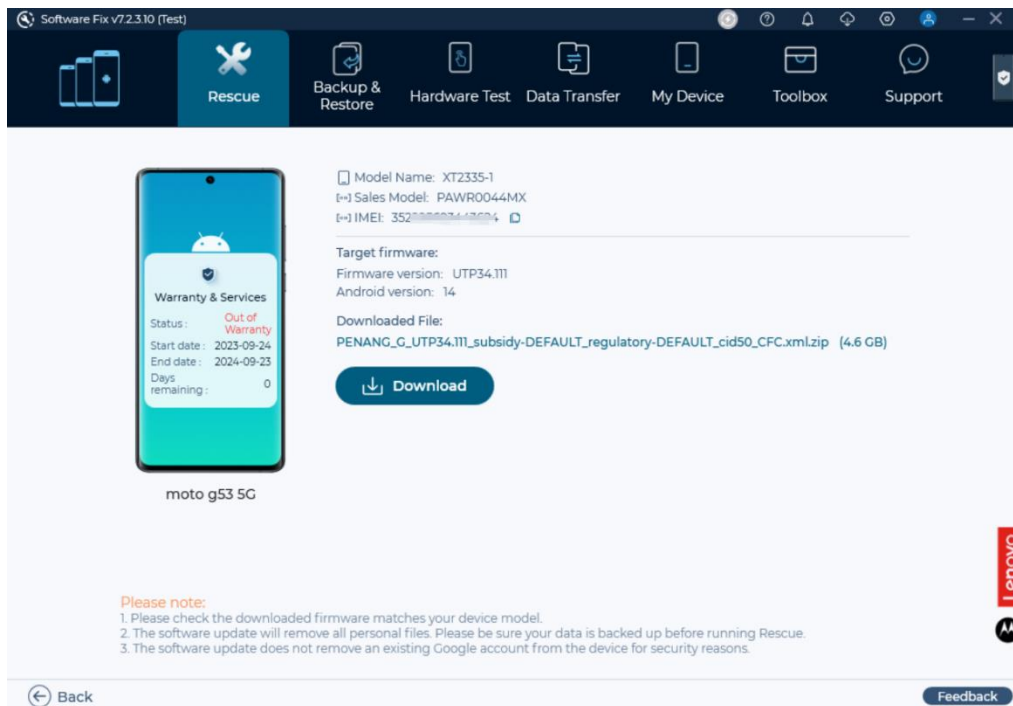 Software Fix v7.2.3.10 (Test)
Rescue
Backup &
Restore
Hardware Test
Data Transfer
My Device
Toolbox
Support
Model Name: XT2335-1
Sales Model: PAWR0044MX
IMEI:
Target firmware:
Firmware version: UTP34.111
Android version: 14
Downloaded File:
PENANG_G_UTP34.111_subsidy-DEFAULT_regulatory-DEFAULT_cid50_CFC.xml.zip (4.6 GB)
Download
Warranty & Services
Status: Out of
Warranty
Start date: 2023-09-24
End date: 2024-09-23
Days
remaining: 0
moto g53 5G
Lenovo
Please note:
1. Please check the downloaded firmware matches your device model.
2. The software update will remove all personal files. Please be sure your data is backed up before running Rescue.
3. The software update does not remove an existing Google account from the device for security reasons.
Back
Feedback